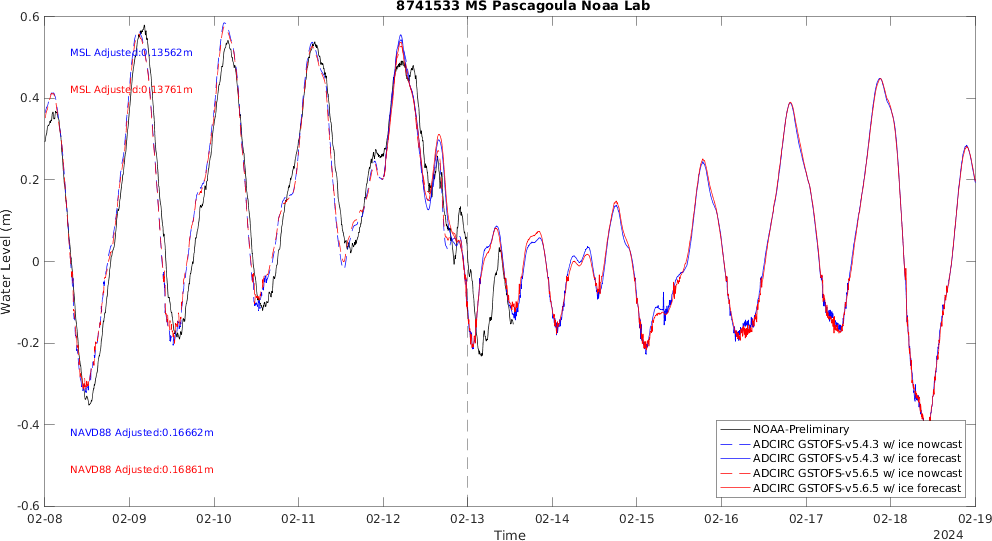 8741533 MS Pascagoula Noaa Lab
0.6
0.4
0.2
0
-0.2
-0.4
-0.6
Water Level (m)
MSL Adjusted:0.13562m
MSL Adjusted:0.13761m
NAVD88 Adjusted:0.16662m
NAVD88 Adjusted:0.16861m
NOAA-Preliminary
ADCIRC GSTOFS-v5.4.3 w/ ice nowcast
ADCIRC GSTOFS-v5.4.3 w/ ice forecast
ADCIRC GSTOFS-v5.6.5 w/ ice nowcast
ADCIRC GSTOFS-v5.6.5 w/ ice forecast
02-08 02-09 02-10 02-11 02-12 02-13 02-14 02-15 02-16 02-17 02-18 02-19
Time
2024